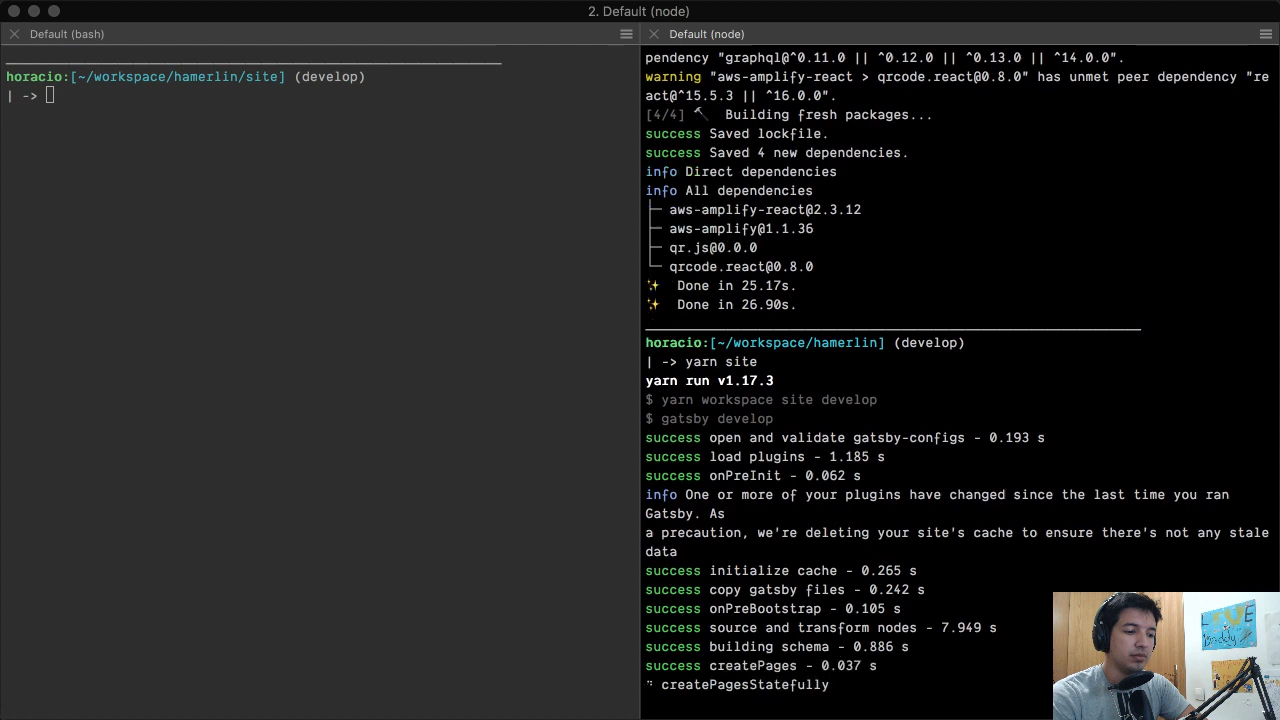 2. Default (node)
Default (bash)
horacio:[~/workspace/hamerlin/site] (develop)
| ->
Default (node)
pendency "graphql@^0.11.0 || ^0.12.0 || ^0.13.0 || ^14.0.0".
warning "aws-amplify-react > qrcode.react@0.8.0" has unmet peer dependency "re
act@^15.5.3 || ^16.0.0".
[4/4] 🔨  Building fresh packages...
success Saved lockfile.
success Saved 4 new dependencies.
info Direct dependencies
info All dependencies
├─ aws-amplify-react@2.3.12
├─ aws-amplify@1.1.36
├─ qr.js@0.0.0
└─ qrcode.react@0.8.0
✨  Done in 25.17s.
✨  Done in 26.90s.
horacio:[~/workspace/hamerlin] (develop)
| -> yarn site
yarn run v1.17.3
$ yarn workspace site develop
$ gatsby develop
success open and validate gatsby-configs - 0.193 s
success load plugins - 1.185 s
success onPreInit - 0.062 s
info One or more of your plugins have changed since the last time you ran
Gatsby. As
a precaution, we're deleting your site's cache to ensure there's not any stale
data
success initialize cache - 0.265 s
success copy gatsby files - 0.242 s
success onPreBootstrap - 0.105 s
success source and transform nodes - 7.949 s
success building schema - 0.886 s
success createPages - 0.037 s
⠙ createPagesStatefully